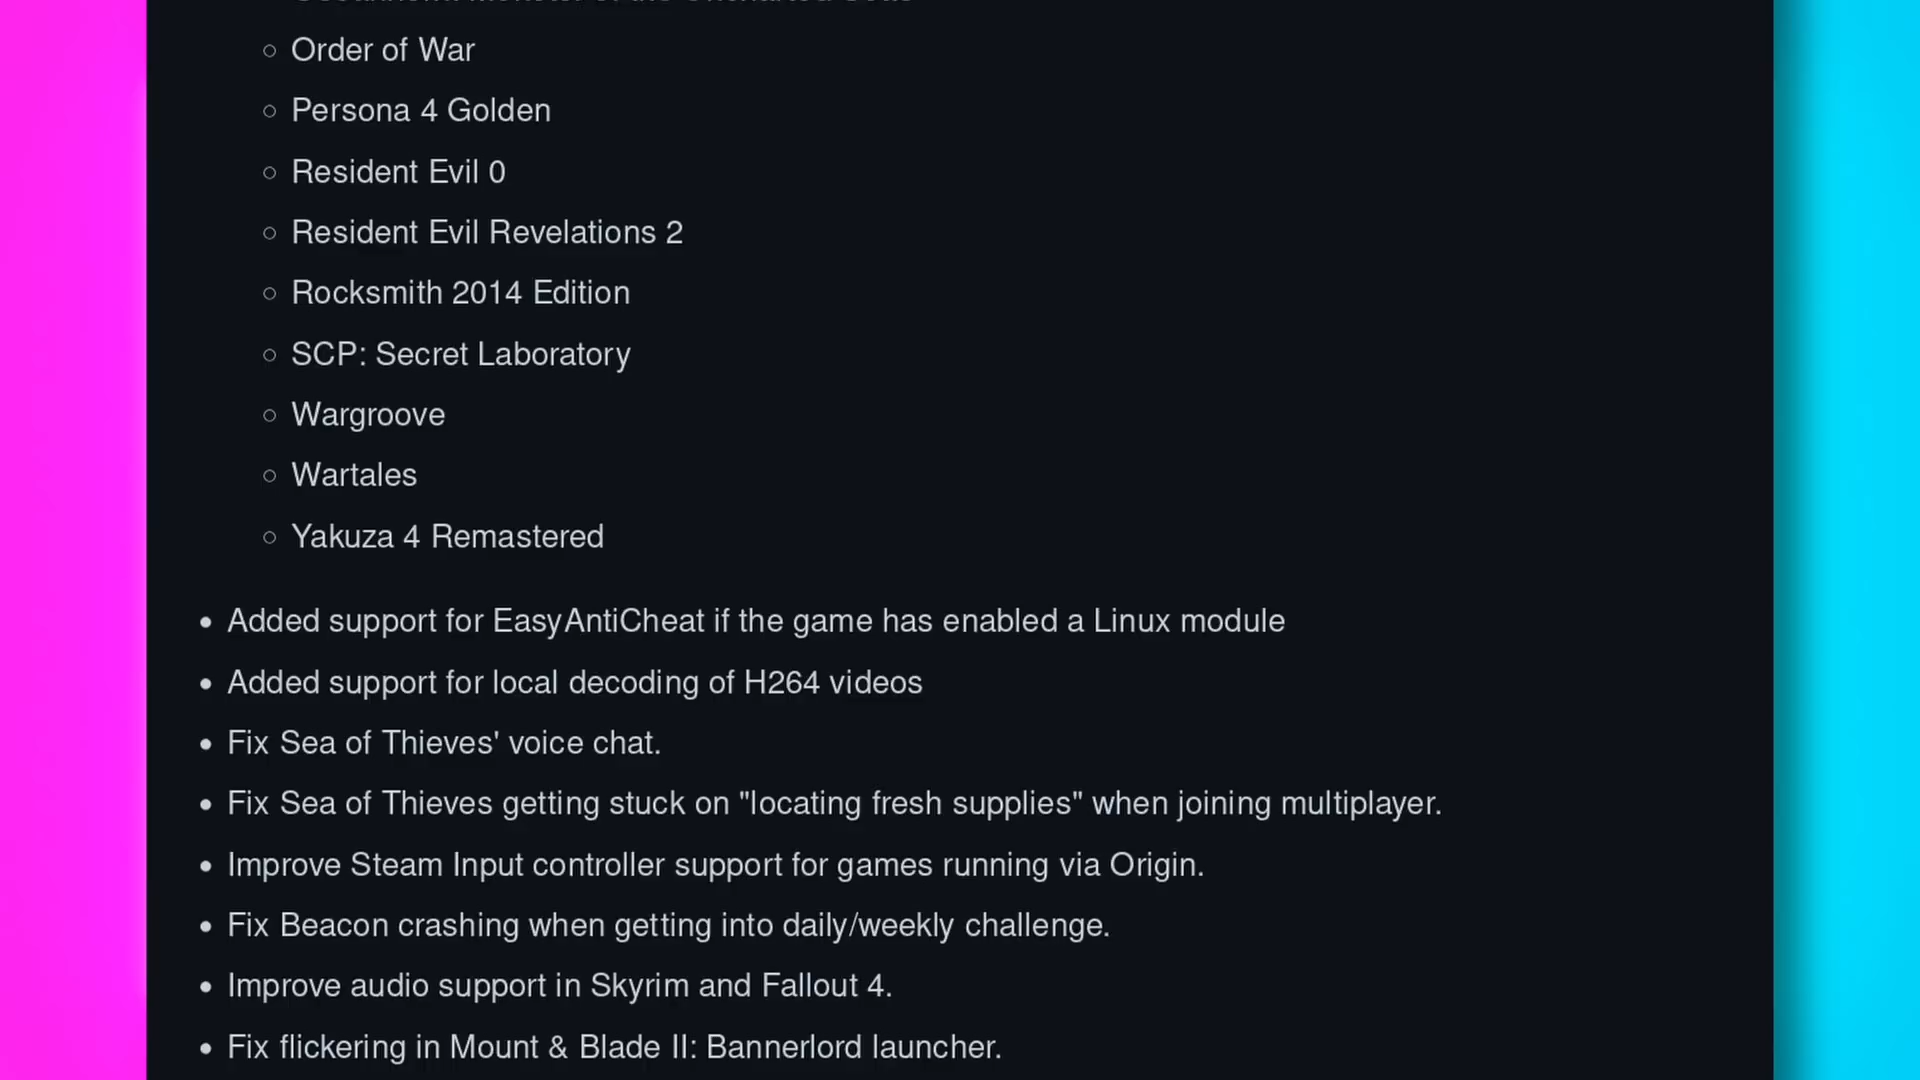 Order of War
Persona 4 Golden
Resident Evil 0
Resident Evil Revelations 2
Rocksmith 2014 Edition
SCP: Secret Laboratory
Wargroove
Wartales
Yakuza 4 Remastered
Added support for EasyAntiCheat if the game has enabled a Linux module
Added support for local decoding of H264 videos
Fix Sea of Thieves' voice chat.
Fix Sea of Thieves getting stuck on "locating fresh supplies" when joining multiplayer.
Improve Steam Input controller support for games running via Origin.
Fix Beacon crashing when getting into daily/weekly challenge.
Improve audio support in Skyrim and Fallout 4.
Fix flickering in Mount & Blade II: Bannerlord launcher.